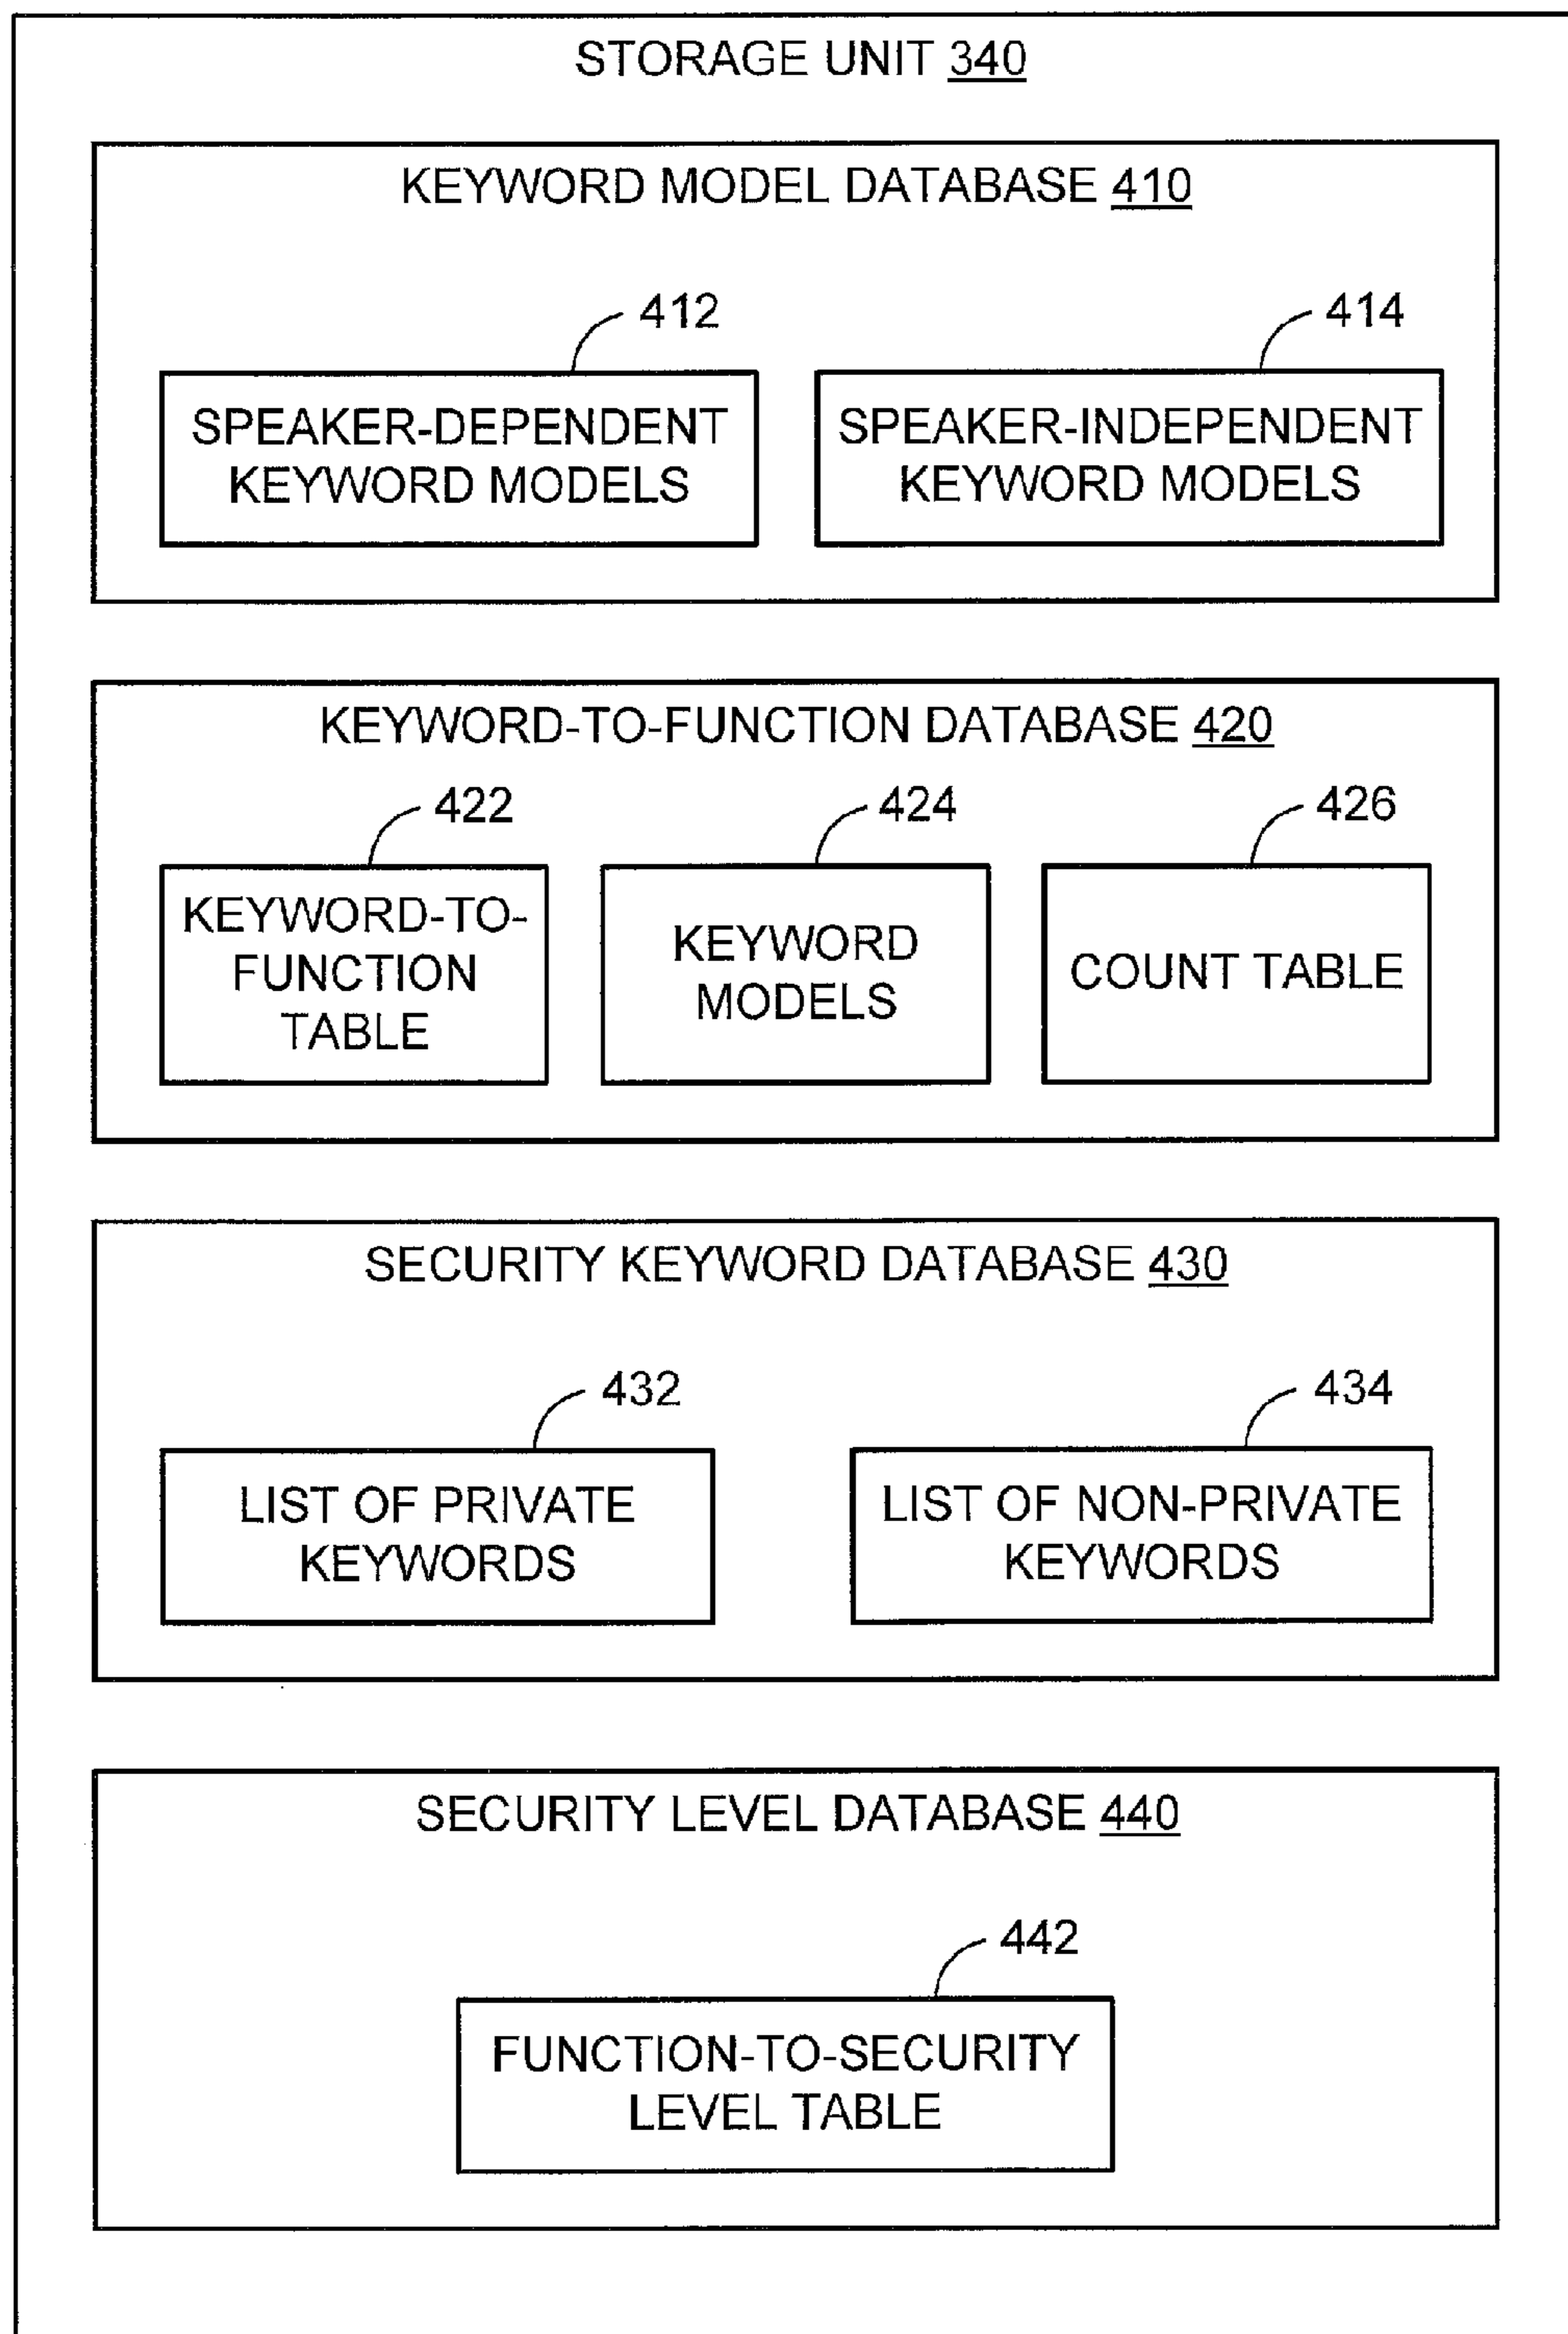 STORAGE UNIT 340
KEYWORD MODEL DATABASE 410
412
SPEAKER-DEPENDENT
KEYWORD MODELS
414
SPEAKER-INDEPENDENT
KEYWORD MODELS
KEYWORD-TO-FUNCTION DATABASE 420
422
KEYWORD-TO-
FUNCTION
TABLE
424
KEYWORD
MODELS
426
COUNT TABLE
SECURITY KEYWORD DATABASE 430
432
LIST OF PRIVATE
KEYWORDS
434
LIST OF NON-PRIVATE
KEYWORDS
SECURITY LEVEL DATABASE 440
442
FUNCTION-TO-SECURITY
LEVEL TABLE